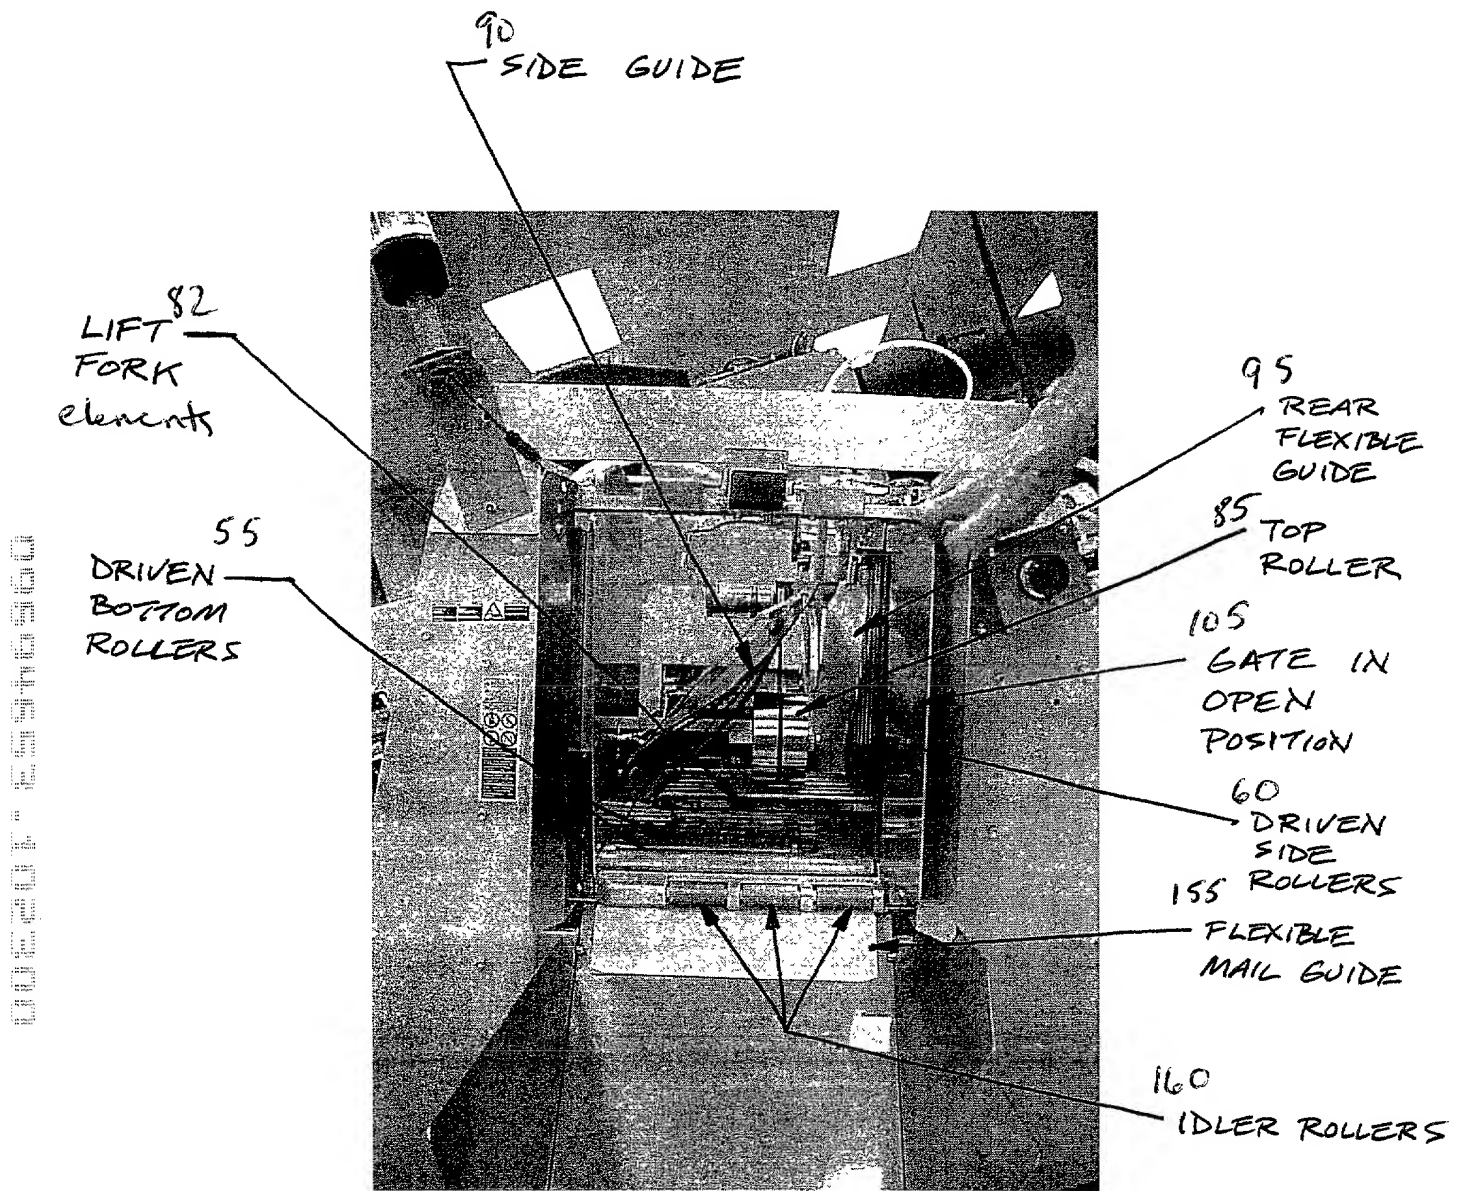 90
SIDE GUIDE
82
LIFT
FORK
elements
95
REAR
FLEXIBLE
GUIDE
85
TOP
ROLLER
55
DRIVEN
BOTTOM
ROLLERS
105
GATE IN
OPEN
POSITION
60
DRIVEN
SIDE
ROLLERS
155
FLEXIBLE
MAIL GUIDE
160
IDLER ROLLERS